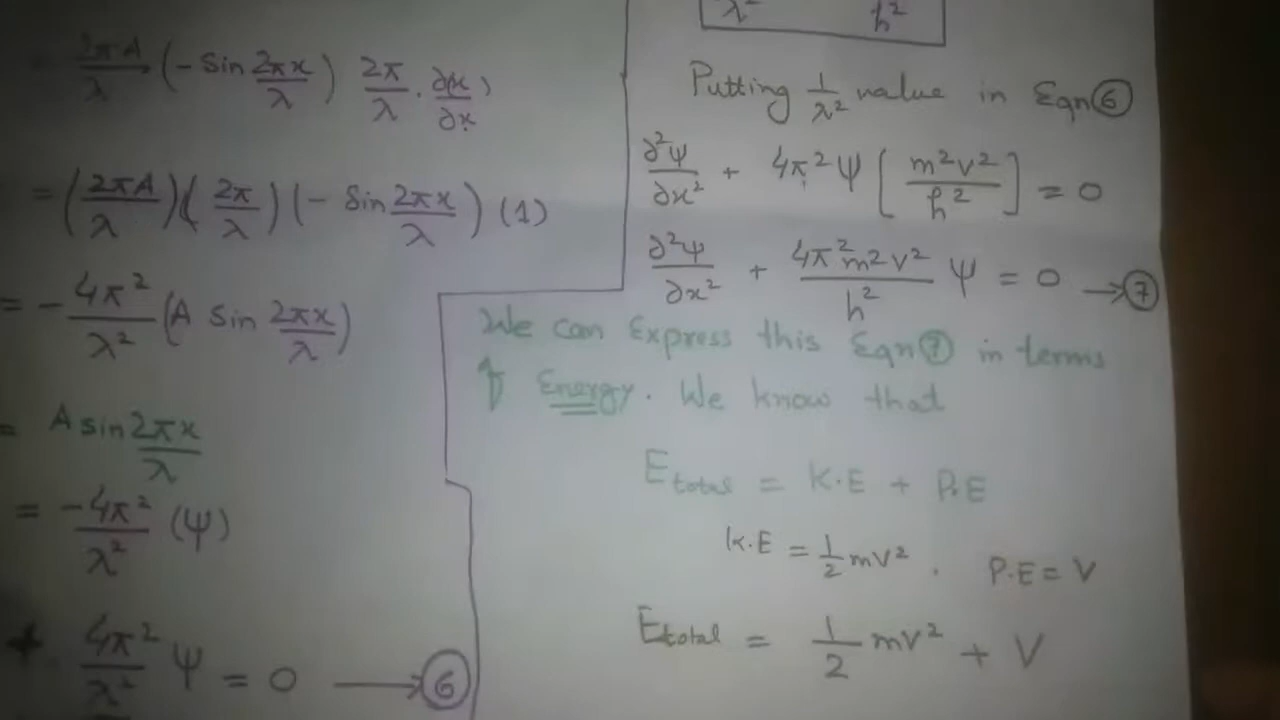 2πA/λ (- Sin 2πx/λ) 2π/λ . ∂(x)/∂x
= (2πA/λ)(2π/λ)(- Sin 2πx/λ) (1)
= - 4π²/λ² (A Sin 2πx/λ)
= A sin 2πx/λ
= -4π²/λ² (ψ)
+ 4π²/λ² ψ = 0 → ⑥
λ² h²
Putting 1/λ² value in Eqn ⑥
∂²ψ/∂x² + 4π²ψ [m²v²/h²] = 0
∂²ψ/∂x² + 4π²m²v²/h² ψ = 0 → ⑦
We can Express this Eqn ⑦ in terms
of Energy. We know that
E total = K.E + P.E
K.E = 1/2 mv² . P.E = V
E total = 1/2 mv² + V